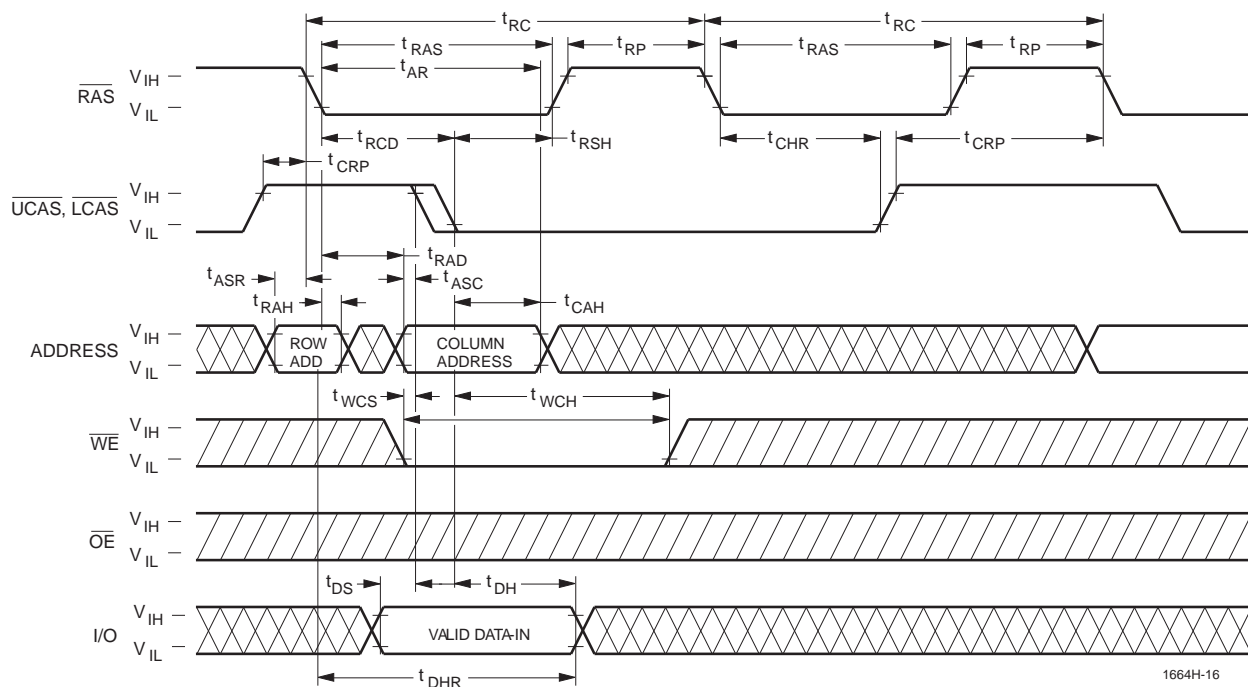 tRC tRC
tRAS tRP tRAS tRP
tAR
RAS VIH
VIL
tRCD tRSH tCHR tCRP
tCRP
UCAS, LCAS VIH
VIL
tRAD
tASR tASC
tRAH tCAH
ADDRESS VIH
VIL
ROW ADD
COLUMN ADDRESS
tWCS tWCH
WE VIH
VIL
OE VIH
VIL
tDS tDH
I/O VIH
VIL
VALID DATA-IN
tDHR
1664H-16